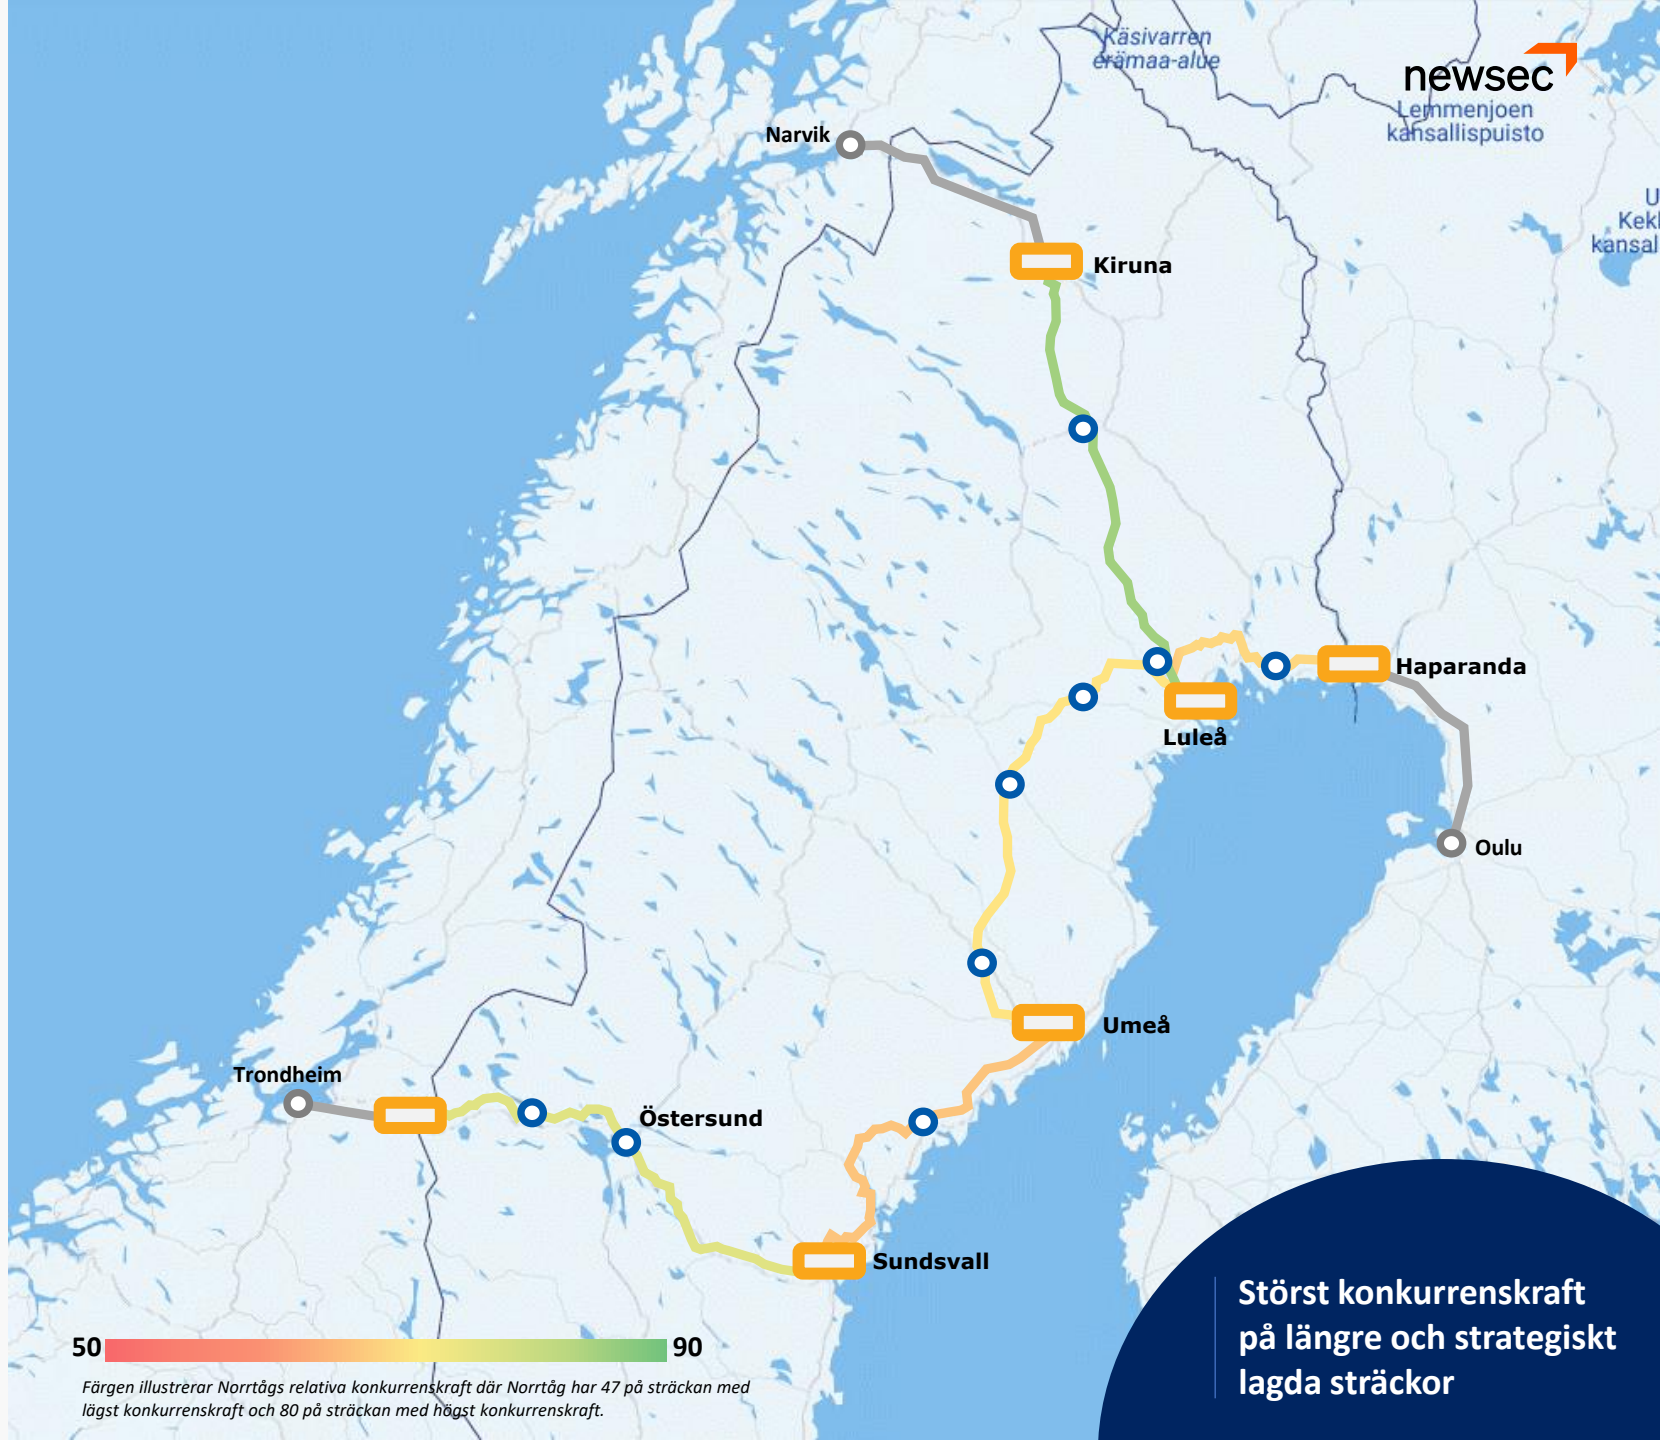 Käsivarren
erämaa-alue
newsec
Lemmenjoen
kansallispuisto
Narvik
U
Kekl
kansal
Kiruna
Haparanda
Luleå
Oulu
Umeå
Trondheim
Östersund
Sundsvall
50
90
Färgen illustrerar Norrtågs relativa konkurrenskraft där Norrtåg har 47 på sträckan med
lägst konkurrenskraft och 80 på sträckan med högst konkurrenskraft.
Störst konkurrenskraft
på längre och strategiskt
lagda sträckor